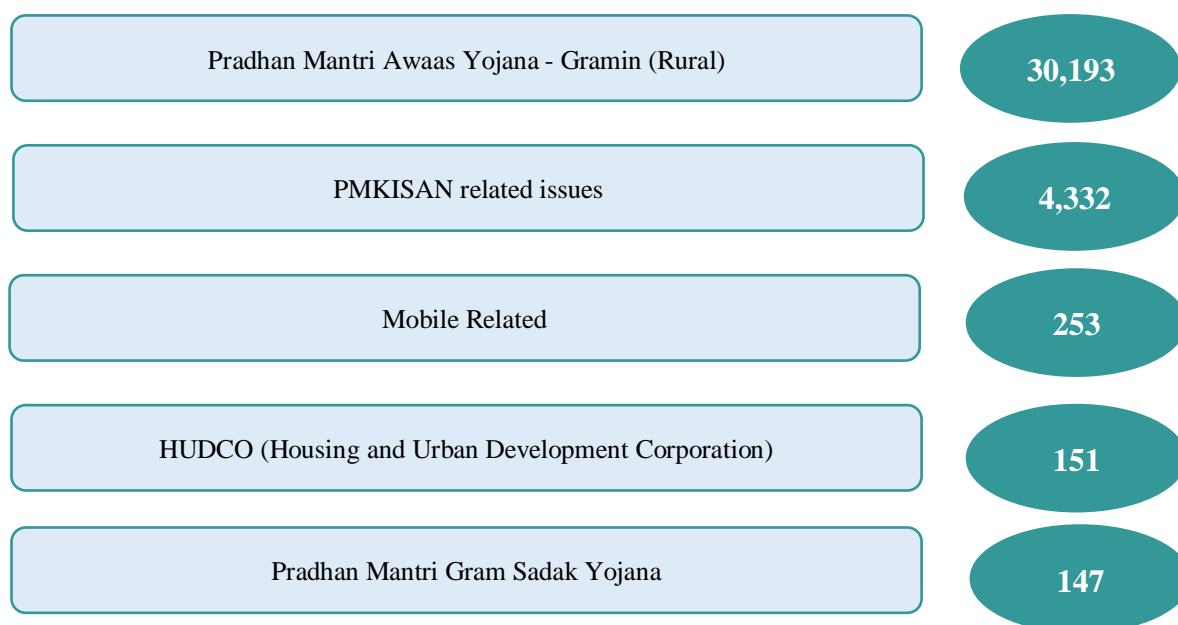 Pradhan Mantri Awaas Yojana - Gramin (Rural)
30,193
PMKISAN related issues
4,332
Mobile Related
253
HUDCO (Housing and Urban Development Corporation)
151
Pradhan Mantri Gram Sadak Yojana
147